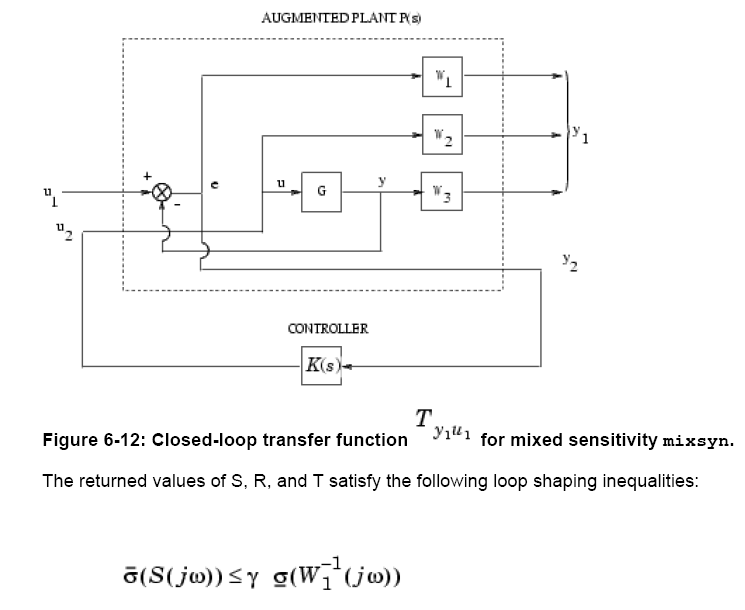 AUGMENTED PLANT P(s)
W1
W2
y1
u1
+
-
e
u
G
y
W3
u2
y2
CONTROLLER
K(s)
Figure 6-12: Closed-loop transfer function T y₁u₁ for mixed sensitivity mixsyn.
The returned values of S, R, and T satisfy the following loop shaping inequalities:
σ̄(S(jω)) ≤ γ σ̲(W₁⁻¹(jω))